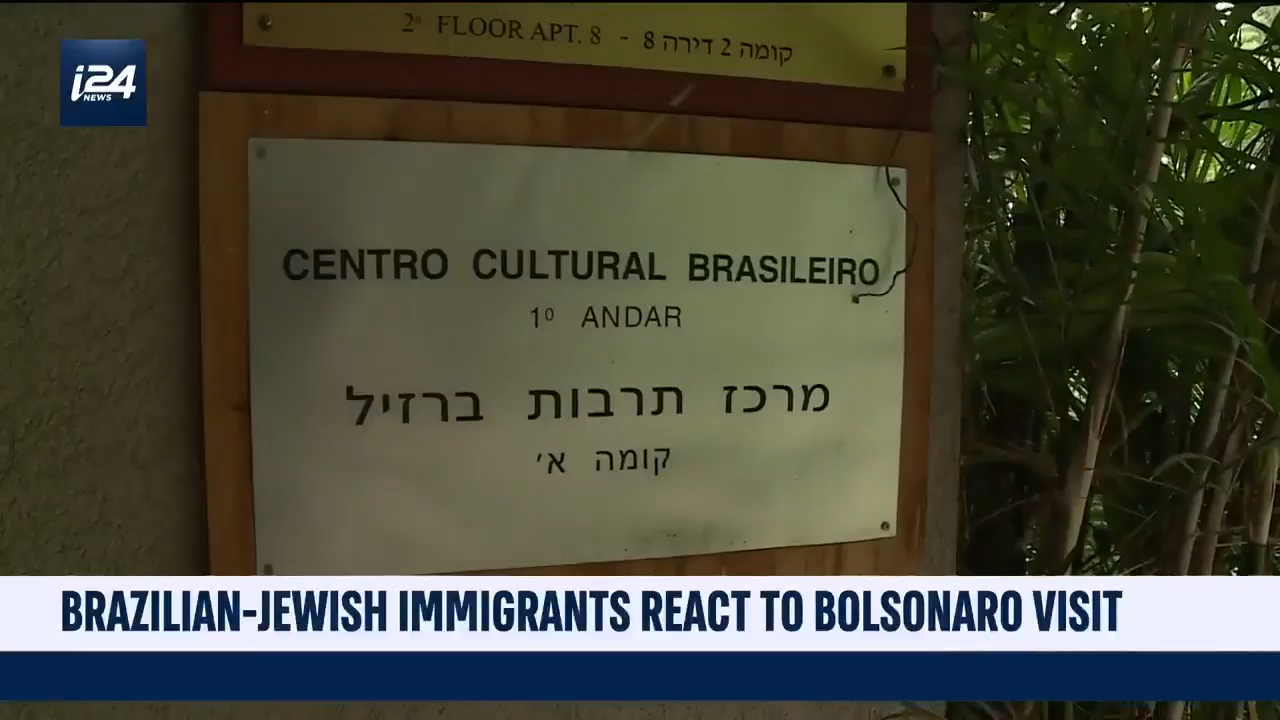 i24
NEWS
2º FLOOR APT. 8 - קומה 2 דירה 8
CENTRO CULTURAL BRASILEIRO
1º ANDAR
מרכז תרבות ברזיל
קומה א׳
BRAZILIAN-JEWISH IMMIGRANTS REACT TO BOLSONARO VISIT